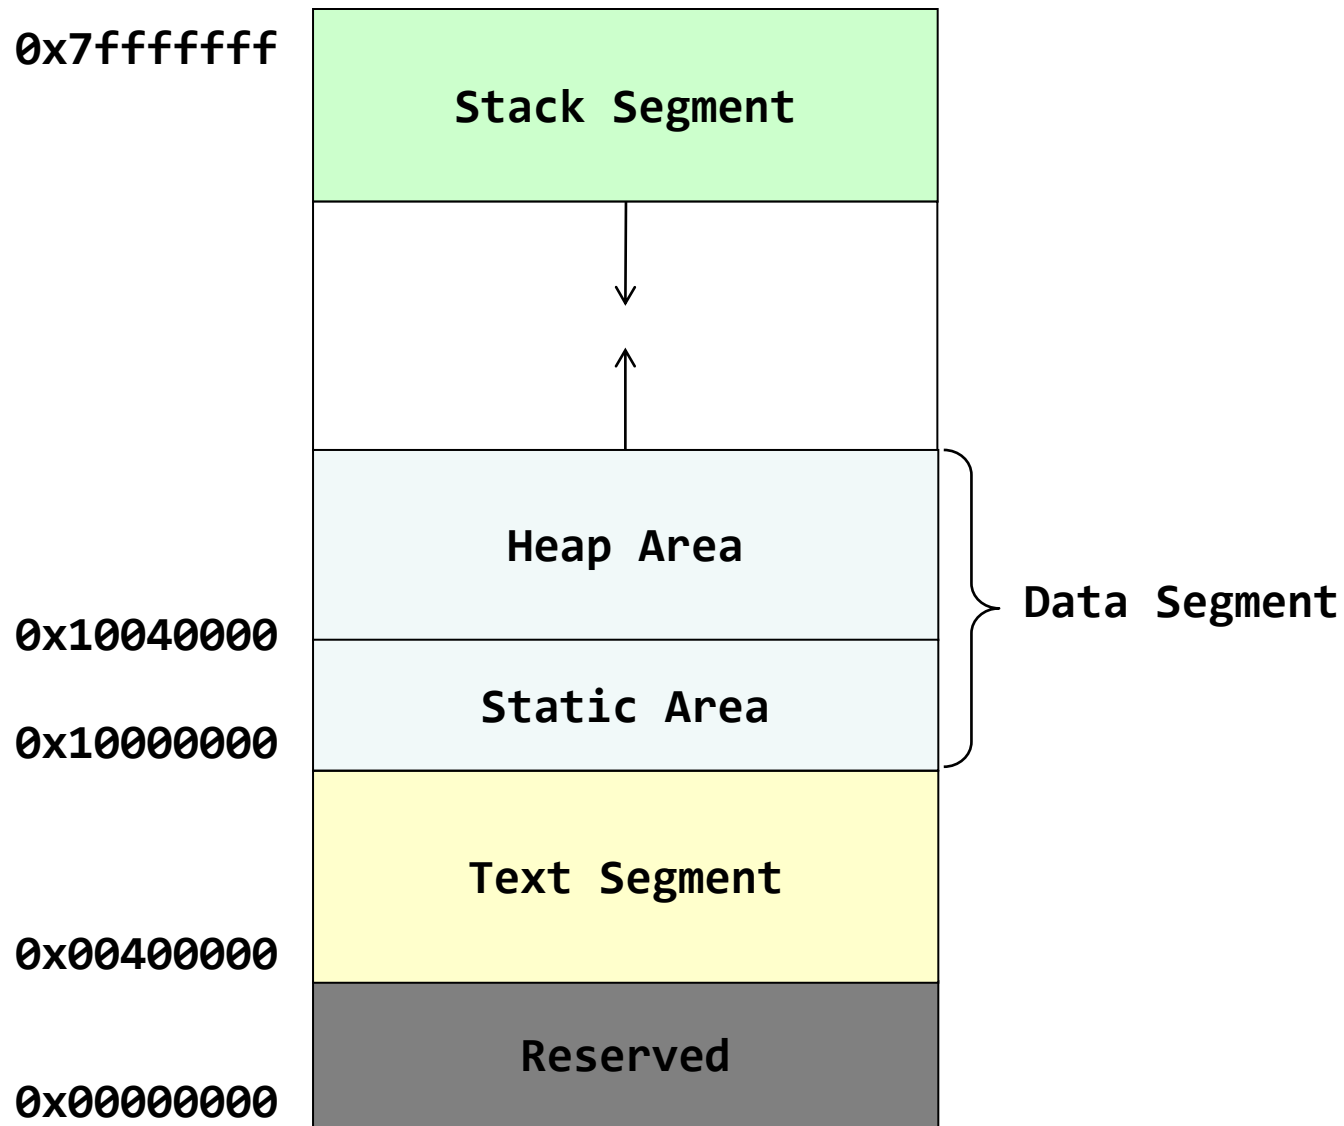 0x7fffffff
Stack Segment
Heap Area
Data Segment
0x10040000
Static Area
0x10000000
Text Segment
0x00400000
Reserved
0x00000000